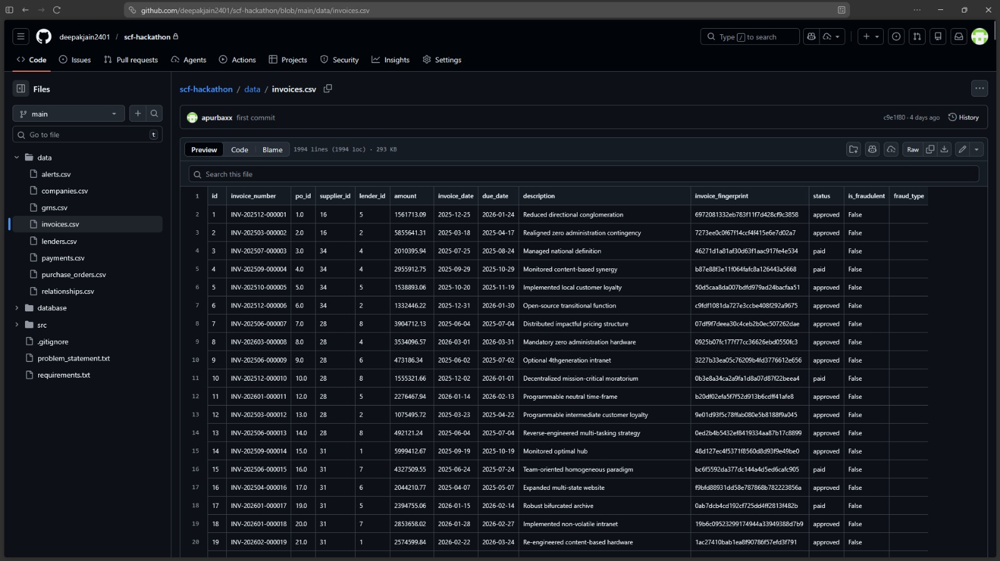 github.com/deepakjain2401/scf-hackathon/blob/main/data/invoices.csv
deepakjain2401 / scf-hackathon
Type / to search
Code Issues Pull requests Agents Actions Projects Security Insights Settings
Files
main
Go to file t
data
alerts.csv
companies.csv
grns.csv
invoices.csv
lenders.csv
payments.csv
purchase_orders.csv
relationships.csv
database
src
.gitignore
problem_statement.txt
requirements.txt
scf-hackathon / data / invoices.csv
apurbaxx first commit c9e1f80 · 4 days ago History
Preview Code Blame 1994 lines (1994 loc) · 293 KB Raw
Search this file
1 id invoice_number po_id supplier_id lender_id amount invoice_date due_date description invoice_fingerprint status is_fraudulent fraud_type
2 1 INV-202512-000001 1.0 16 5 1561713.09 2025-12-25 2026-01-24 Reduced directional conglomeration 6972081332eb783f11f7d428cf9c3858 approved False
3 2 INV-202503-000002 2.0 16 2 5855641.31 2025-03-18 2025-04-17 Realigned zero administration contingency 7273ee0c0f67f14ccf4f415e6e7d02a7 approved False
4 3 INV-202507-000003 3.0 34 4 2010395.94 2025-07-25 2025-08-24 Managed national definition 46271d1a81af30d63f1aac917fe4e534 paid False
5 4 INV-202509-000004 4.0 34 4 2955912.75 2025-09-29 2025-10-29 Monitored content-based synergy b87e88f3e11f064fafc8a126443a5668 paid False
6 5 INV-202510-000005 5.0 34 5 1538893.06 2025-10-20 2025-11-19 Implemented local customer loyalty 50d5caa8da007bdfd979ad24bacfaa51 approved False
7 6 INV-202512-000006 6.0 34 2 1332446.22 2025-12-31 2026-01-30 Open-source transitional function c9fdf1081da727e3ccbe408f292a9675 approved False
8 7 INV-202506-000007 7.0 28 8 3904712.13 2025-06-04 2025-07-04 Distributed impactful pricing structure 07df9f7deea30c4ceb2b0ec507262dae approved False
9 8 INV-202603-000008 8.0 28 4 3534096.57 2026-03-01 2026-03-31 Mandatory zero administration hardware 0925b07fc177f77cc36626ebd0550fc3 approved False
10 9 INV-202506-000009 9.0 28 6 473186.34 2025-06-02 2025-07-02 Optional 4thgeneration intranet 3227b33ea05c76209b4fd3776612e656 approved False
11 10 INV-202512-000010 10.0 28 8 1555321.66 2025-12-02 2026-01-01 Decentralized mission-critical moratorium 0b3e8a34ca2a9fa1d8a07d87f22beea4 paid False
12 11 INV-202601-000011 12.0 28 5 2276467.94 2026-01-14 2026-02-13 Programmable neutral time-frame b20df02efa5f7f52d913b6cdff41afe8 approved False
13 12 INV-202503-000012 13.0 28 2 1075495.72 2025-03-23 2025-04-22 Programmable intermediate customer loyalty 9e01d93f5c78ffab080e5b8188f9a045 approved False
14 13 INV-202506-000013 14.0 28 8 492121.24 2025-06-04 2025-07-04 Reverse-engineered multi-tasking strategy 0ed2b4b5432ef8419334aa87b17c8899 approved False
15 14 INV-202509-000014 15.0 31 1 5999412.67 2025-09-19 2025-10-19 Monitored optimal hub 48d127ec4f5371f8560d8d93f9e49be0 approved False
16 15 INV-202506-000015 16.0 31 7 4327509.55 2025-06-24 2025-07-24 Team-oriented homogeneous paradigm bc6f5592da377dc144a4d5ed6cafc905 paid False
17 16 INV-202504-000016 17.0 31 6 2044210.77 2025-04-07 2025-05-07 Expanded multi-state website f9bfd88931dd58e787868b782223856a approved False
18 17 INV-202601-000017 19.0 31 5 2394755.06 2026-01-15 2026-02-14 Robust bifurcated archive 0ab7dcb4cd192cf725dd4ff2813f482b paid False
19 18 INV-202601-000018 20.0 31 7 2853658.02 2026-01-28 2026-02-27 Implemented non-volatile intranet 19b6c09523299174944a33949388d7b9 approved False
20 19 INV-202602-000019 21.0 31 1 2574599.84 2026-02-22 2026-03-24 Re-engineered content-based hardware 1ac27410bab1ea8f90786f57efd3f791 approved False